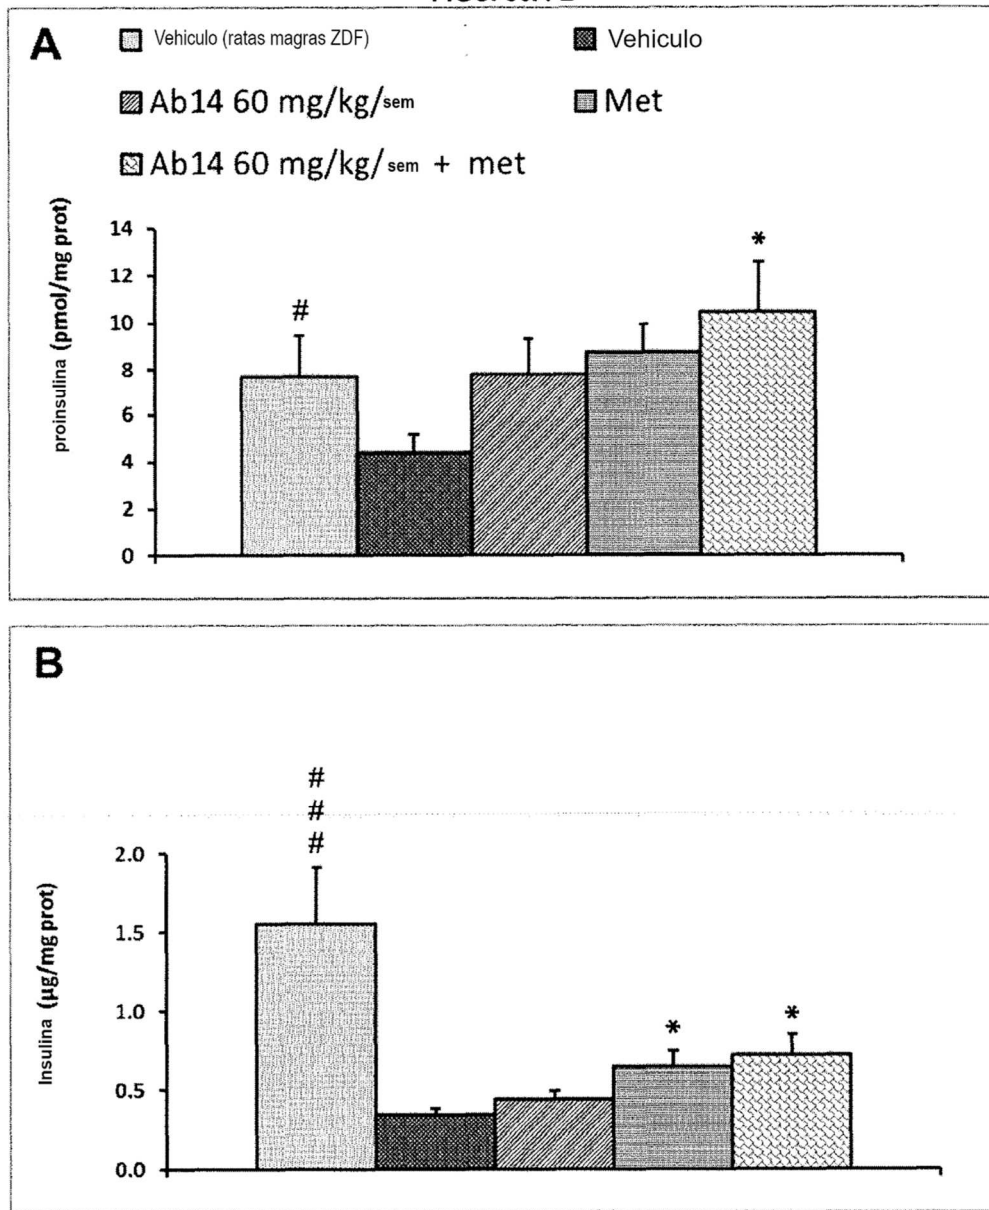 A
Vehiculo (ratas magras ZDF)
Vehiculo
Ab14 60 mg/kg/sem
Met
Ab14 60 mg/kg/sem + met
proinsulina (pmol/mg prot)
14
12
10
8
6
4
2
0
#
*
B
#
#
#
Insulina (µg/mg prot)
2.0
1.5
1.0
0.5
0.0
*
*